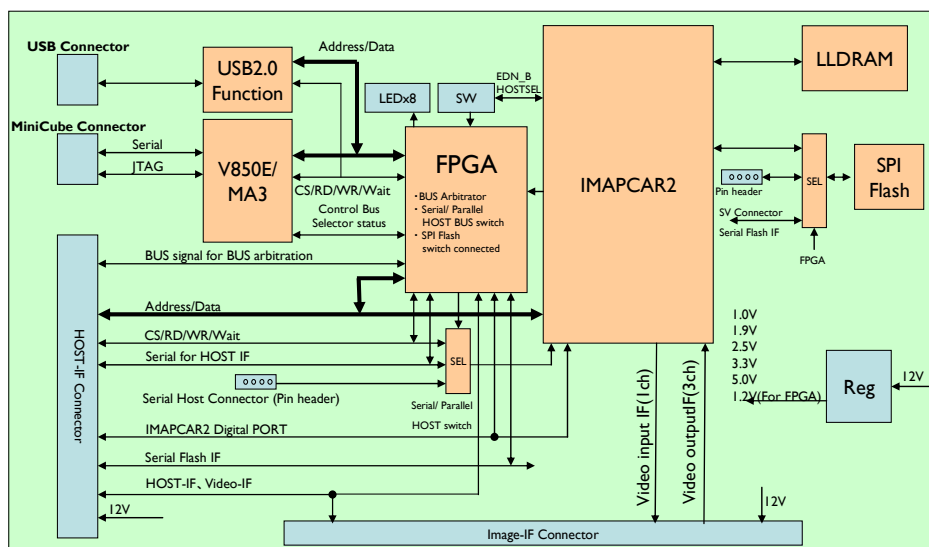 USB Connector
Address/Data
USB2.0
Function
LEDx8
SW
EDN_B
HOSTSEL
LLDRAM
MiniCube Connector
Serial
JTAG
V850E/
MA3
FPGA
•BUS Arbitrator
• Serial/ Parallel
HOST BUS switch
• SPI Flash
switch connected
CS/RD/WR/Wait
Control Bus
Selector status
IMAPCAR2
Pin header
SEL
SPI
Flash
SV Connector
Serial Flash IF
FPGA
HOST-IF Connector
BUS signal for BUS arbitration
Address/Data
CS/RD/WR/Wait
Serial for HOST IF
SEL
Serial Host Connector (Pin header)
Serial/ Parallel
HOST switch
IMAPCAR2 Digital PORT
Serial Flash IF
HOST-IF、Video-IF
12V
Video input IF(1ch)
Video outputIF(3ch)
1.0V
1.9V
2.5V
3.3V
5.0V
1.2V(For FPGA)
Reg
12V
12V
Image-IF Connector